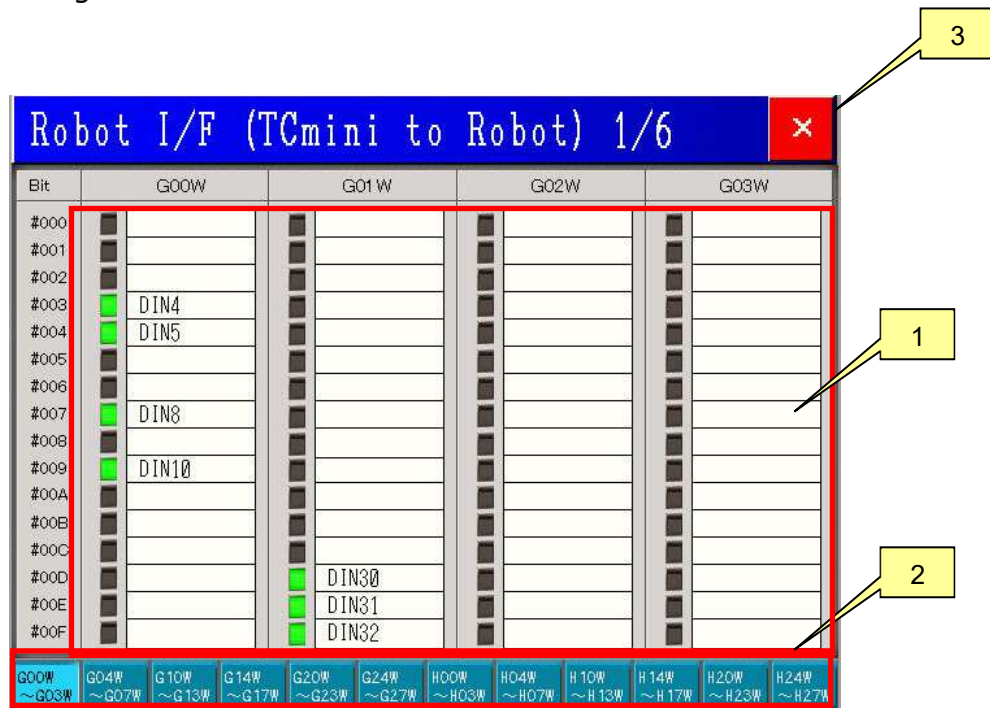 3
Robot I/F (TCmini to Robot) 1/6 ×
Bit G00W G01W G02W G03W
#000
#001
#002
#003 DIN4
#004 DIN5
#005
#006
#007 DIN8
#008
#009 DIN10
#00A
#00B
#00C
#00D DIN30
#00E DIN31
#00F DIN32
1
2
G00W G04W G10W G14W G20W G24W H00W H04W H10W H14W H20W H24W
~G03W ~G07W ~G13W ~G17W ~G23W ~G27W ~H03W ~H07W ~H13W ~H17W ~H23W ~H27W